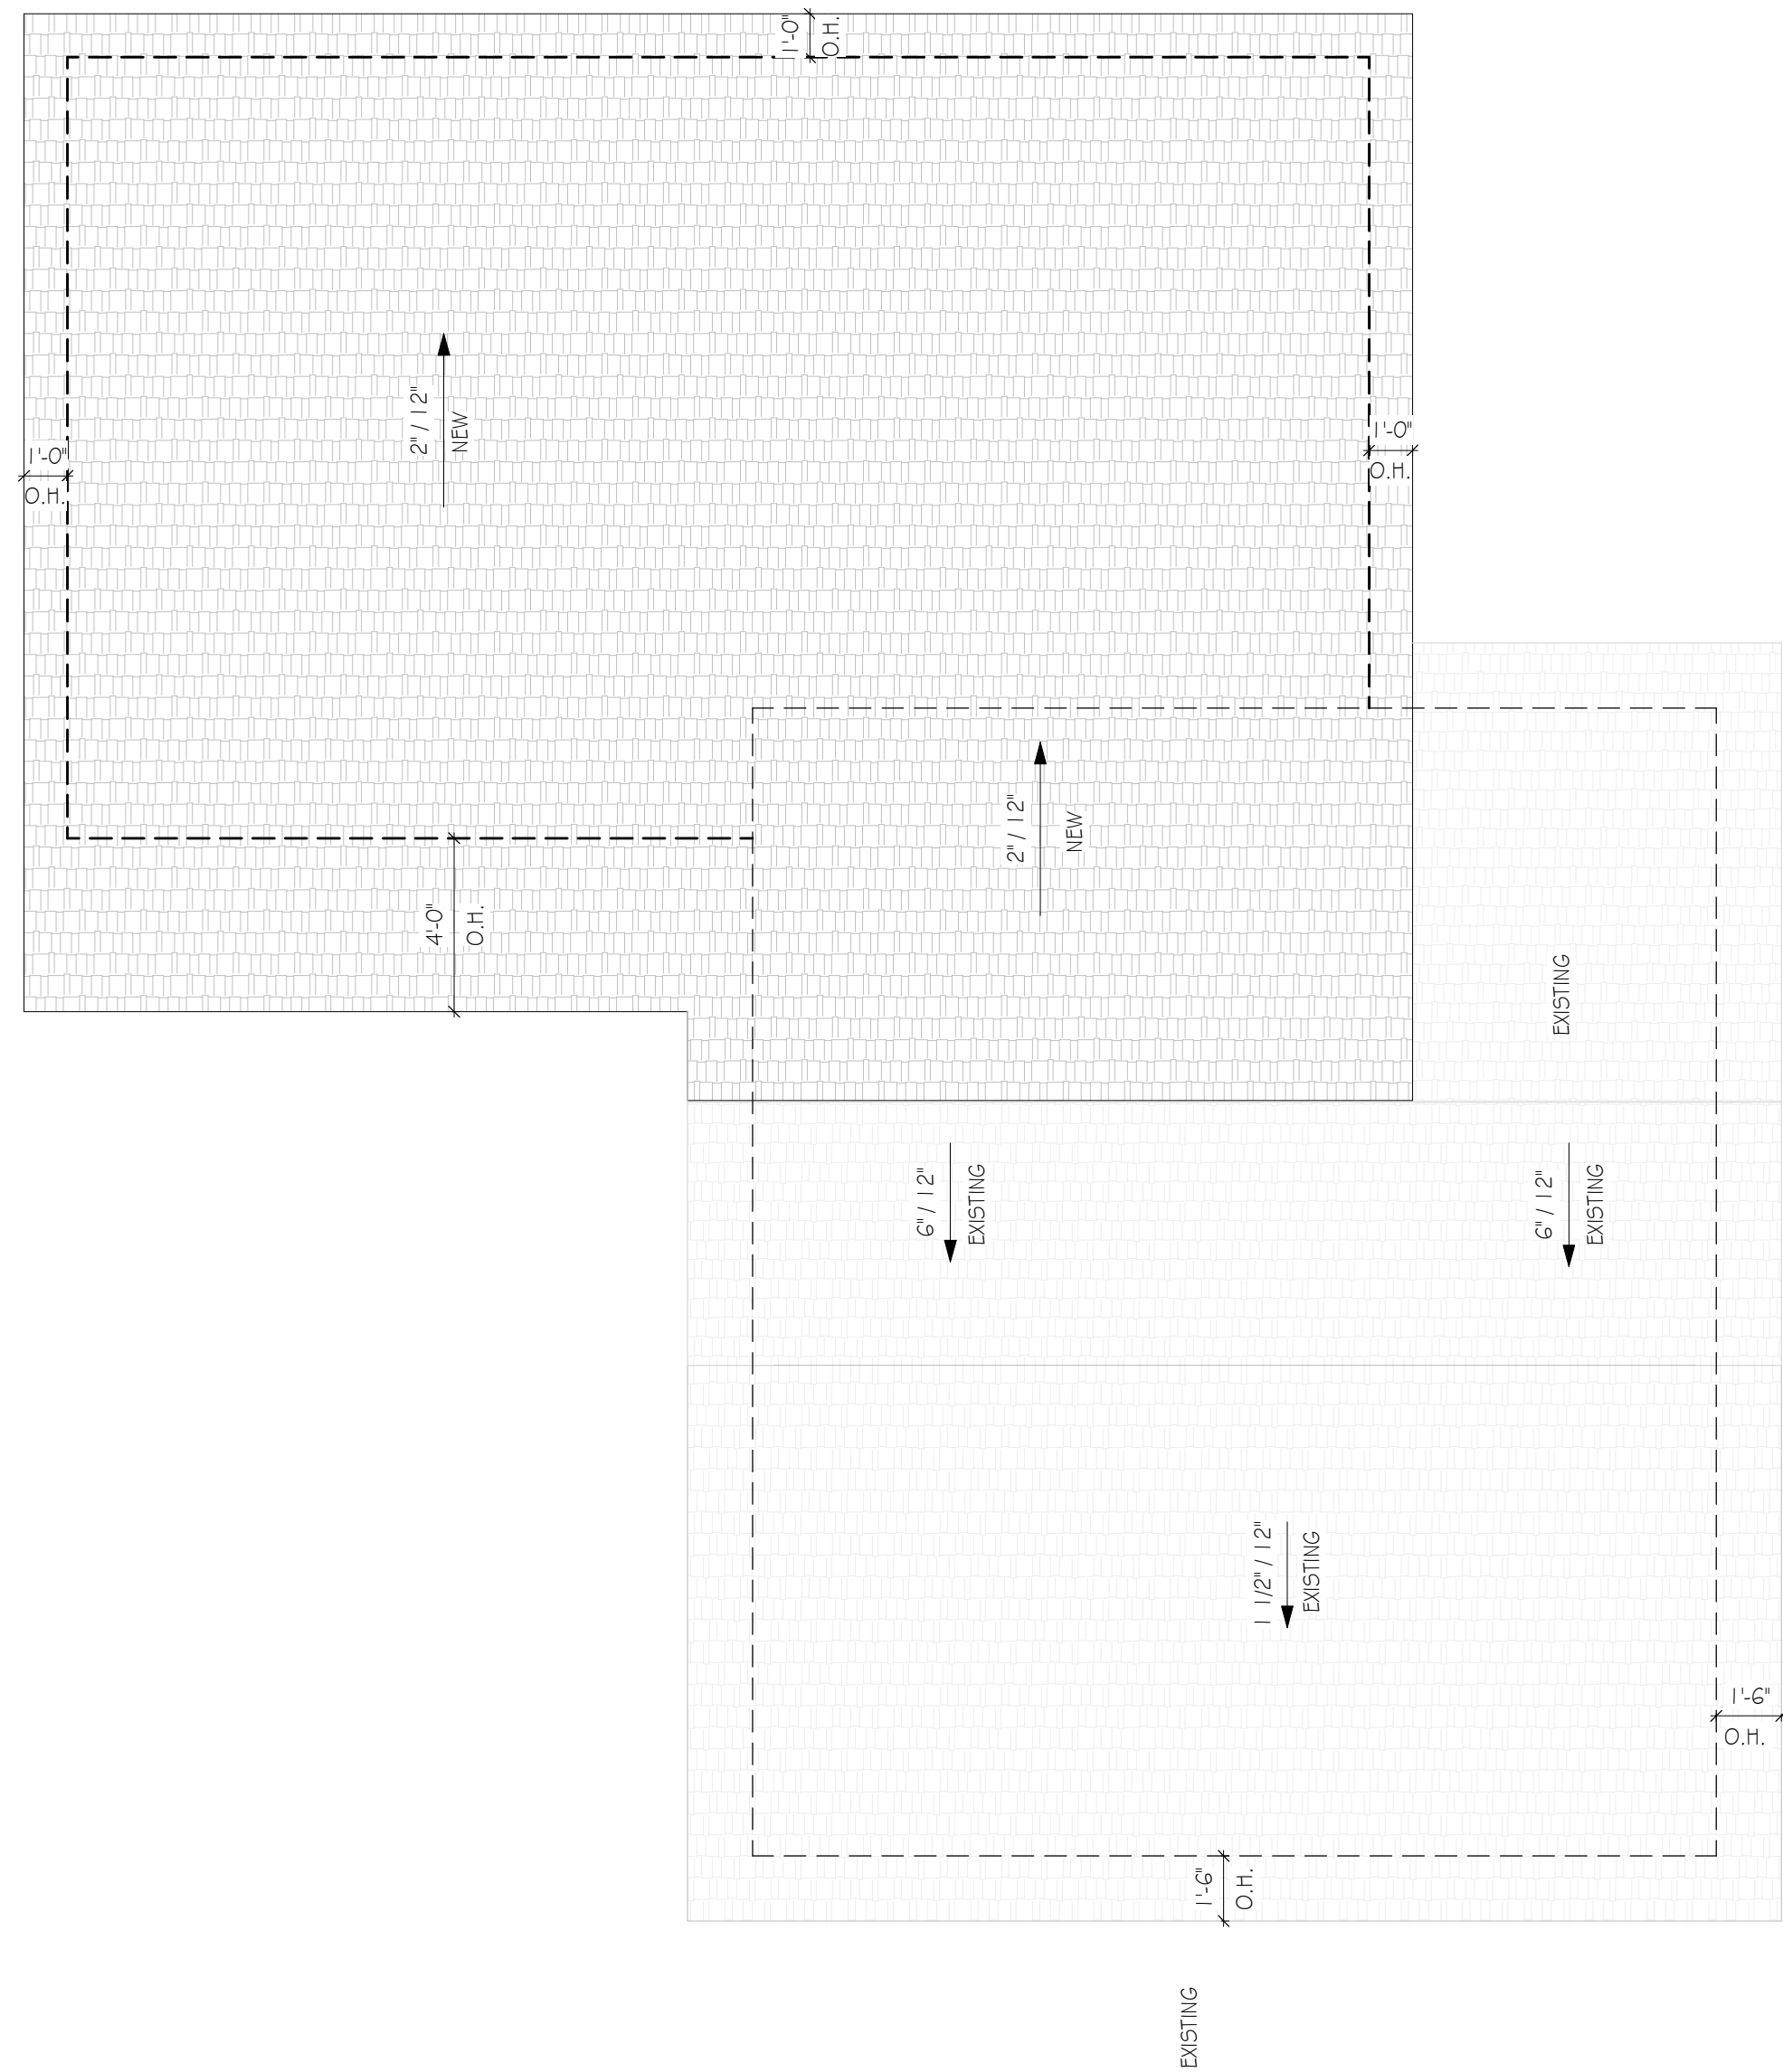 1'-0"
O.H.
2" / 12"
NEW
1'-0"
O.H.
1'-0"
O.H.
2" / 12"
NEW
4'-0"
O.H.
EXISTING
6" / 12"
EXISTING
6" / 12"
EXISTING
1 1/2" / 12"
EXISTING
1'-6"
O.H.
1'-6"
O.H.
EXISTING